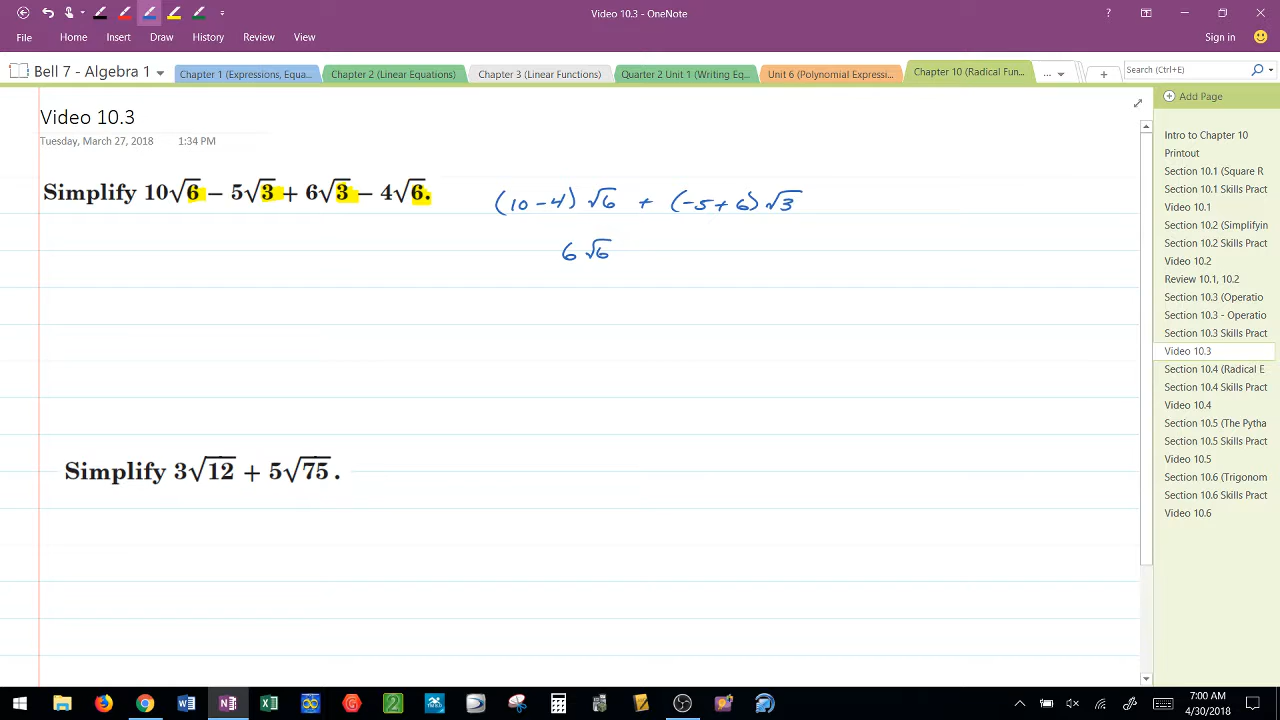 Video 10.3 - OneNote
File Home Insert Draw History Review View
Sign in
Bell 7 - Algebra 1
Chapter 1 (Expressions, Equa...
Chapter 2 (Linear Equations)
Chapter 3 (Linear Functions)
Quarter 2 Unit 1 (Writing Eq...
Unit 6 (Polynomial Expressi...
Chapter 10 (Radical Fun...
Search (Ctrl+E)
Add Page
Video 10.3
Tuesday, March 27, 2018 1:34 PM
Simplify 10√6 − 5√3 + 6√3 − 4√6.
(10 − 4) √6 + (−5 + 6) √3
6 √6
Simplify 3√12 + 5√75.
Intro to Chapter 10
Printout
Section 10.1 (Square R
Section 10.1 Skills Pract
Video 10.1
Section 10.2 (Simplifyin
Section 10.2 Skills Pract
Video 10.2
Review 10.1, 10.2
Section 10.3 (Operatio
Section 10.3 - Operatio
Section 10.3 Skills Pract
Video 10.3
Section 10.4 (Radical E
Section 10.4 Skills Pract
Video 10.4
Section 10.5 (The Pytha
Section 10.5 Skills Pract
Video 10.5
Section 10.6 (Trigonom
Section 10.6 Skills Pract
Video 10.6
7:00 AM
4/30/2018